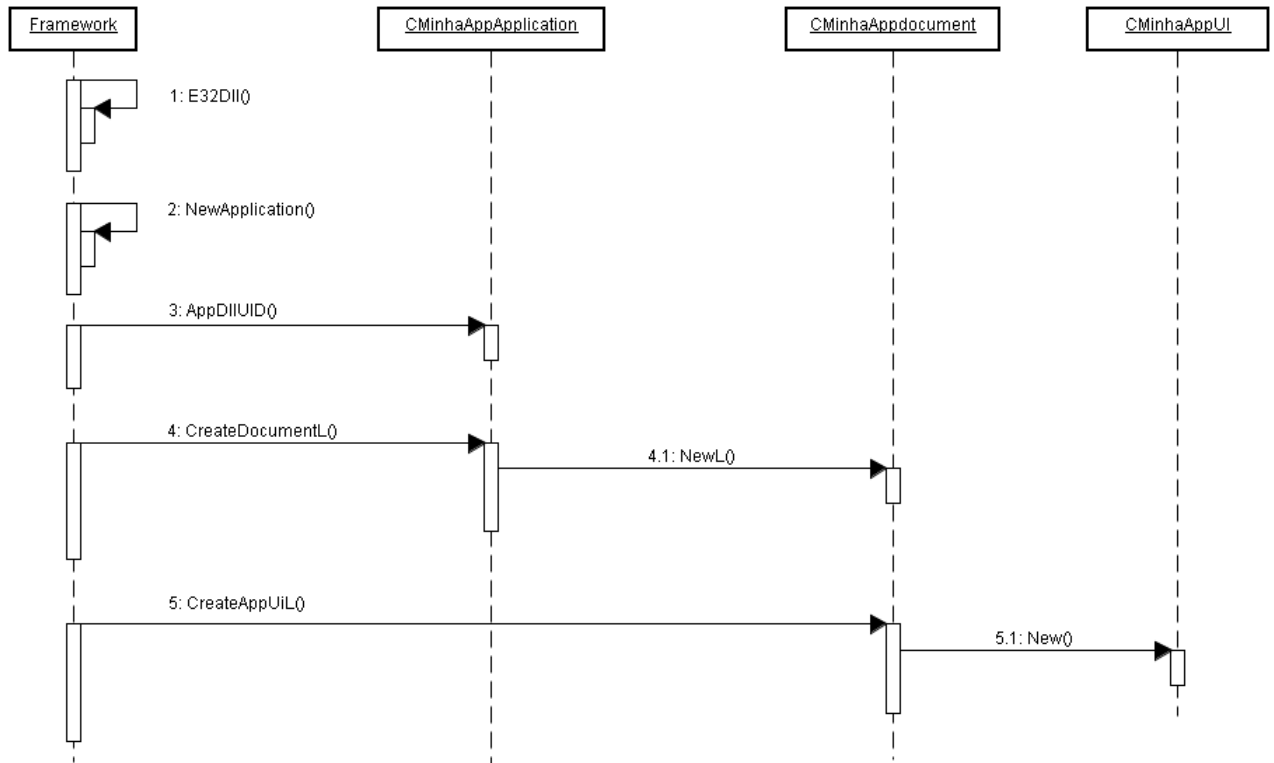 Framework
CMinhaAppApplication
CMinhaAppdocument
CMinhaAppUI
1: E32Dll()
2: NewApplication()
3: AppDllUID()
4: CreateDocumentL()
4.1: NewL()
5: CreateAppUiL()
5.1: New()